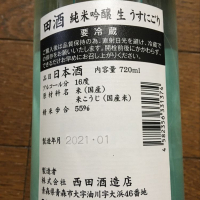 田酒 純米吟醸 生 うすにごり
要冷蔵
品目 日本酒 内容量 720ml
アルコール分 16度
原材料名 米(国産)
米こうじ(国産米)
精米歩合 55%
製造年月 2021・01
製造者
株式会社 西田酒造店
青森県青森市大字油川字大浜46番地